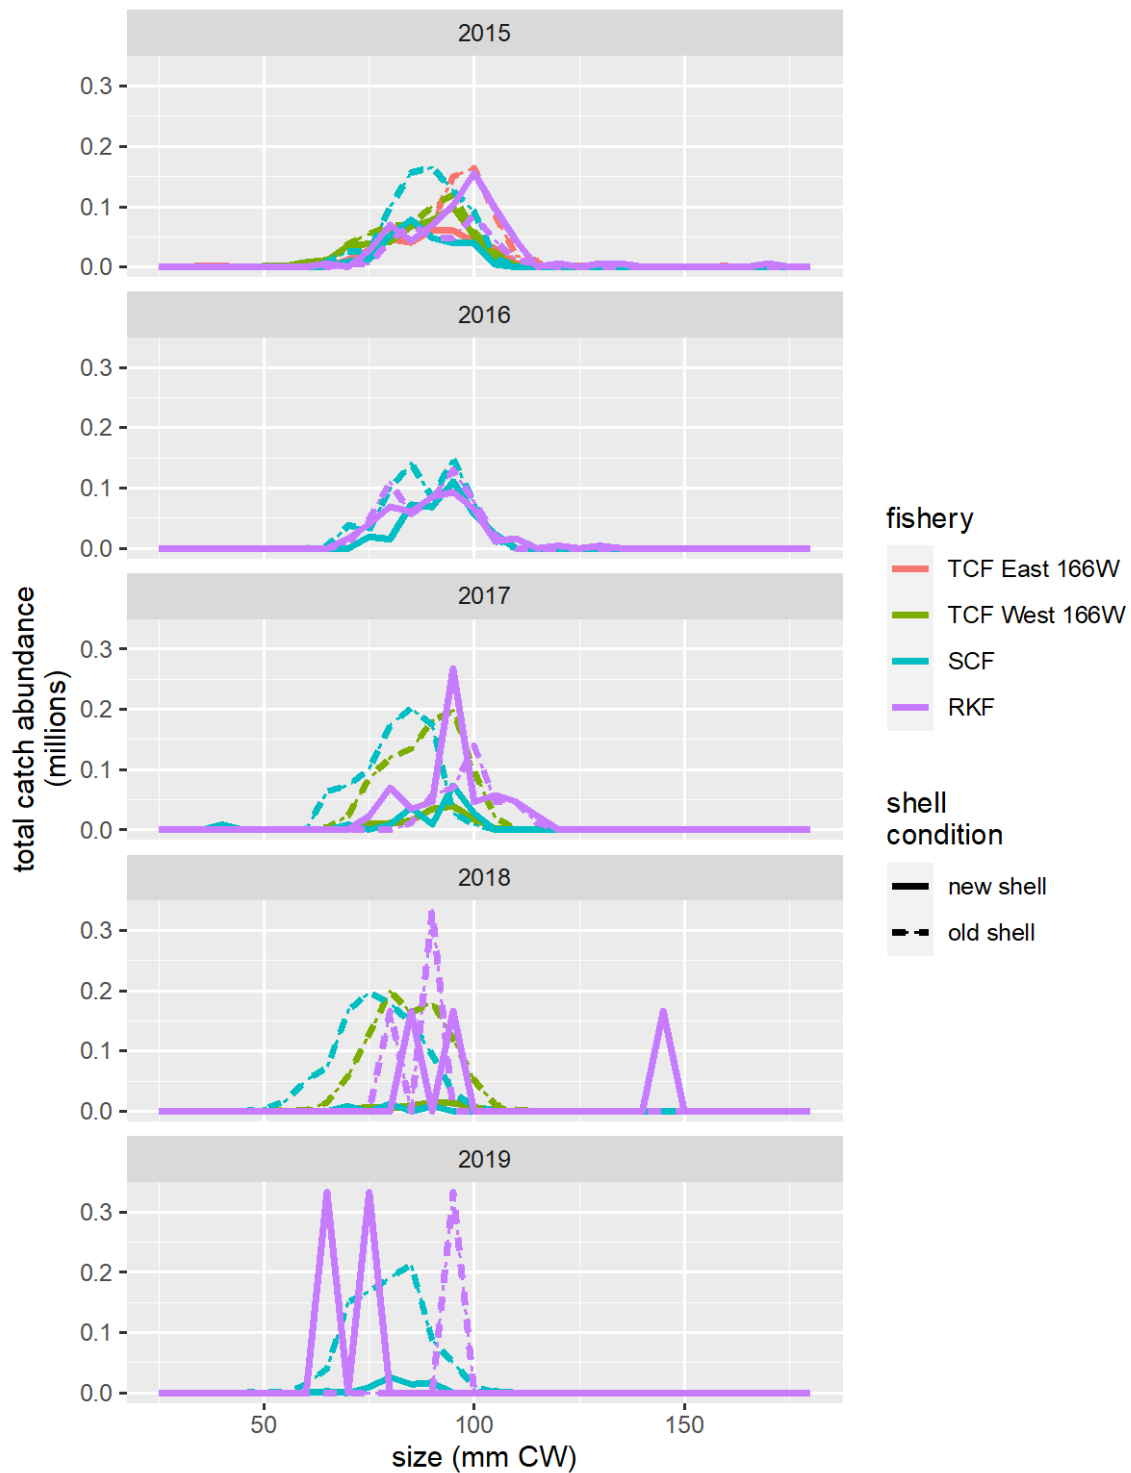 2015
0.3
0.2
0.1
0.0
2016
0.3
0.2
0.1
0.0
2017
0.3
0.2
0.1
0.0
2018
0.3
0.2
0.1
0.0
2019
0.3
0.2
0.1
0.0
50 100 150
size (mm CW)
total catch abundance
(millions)
fishery
TCF East 166W
TCF West 166W
SCF
RKF
shell
condition
new shell
old shell